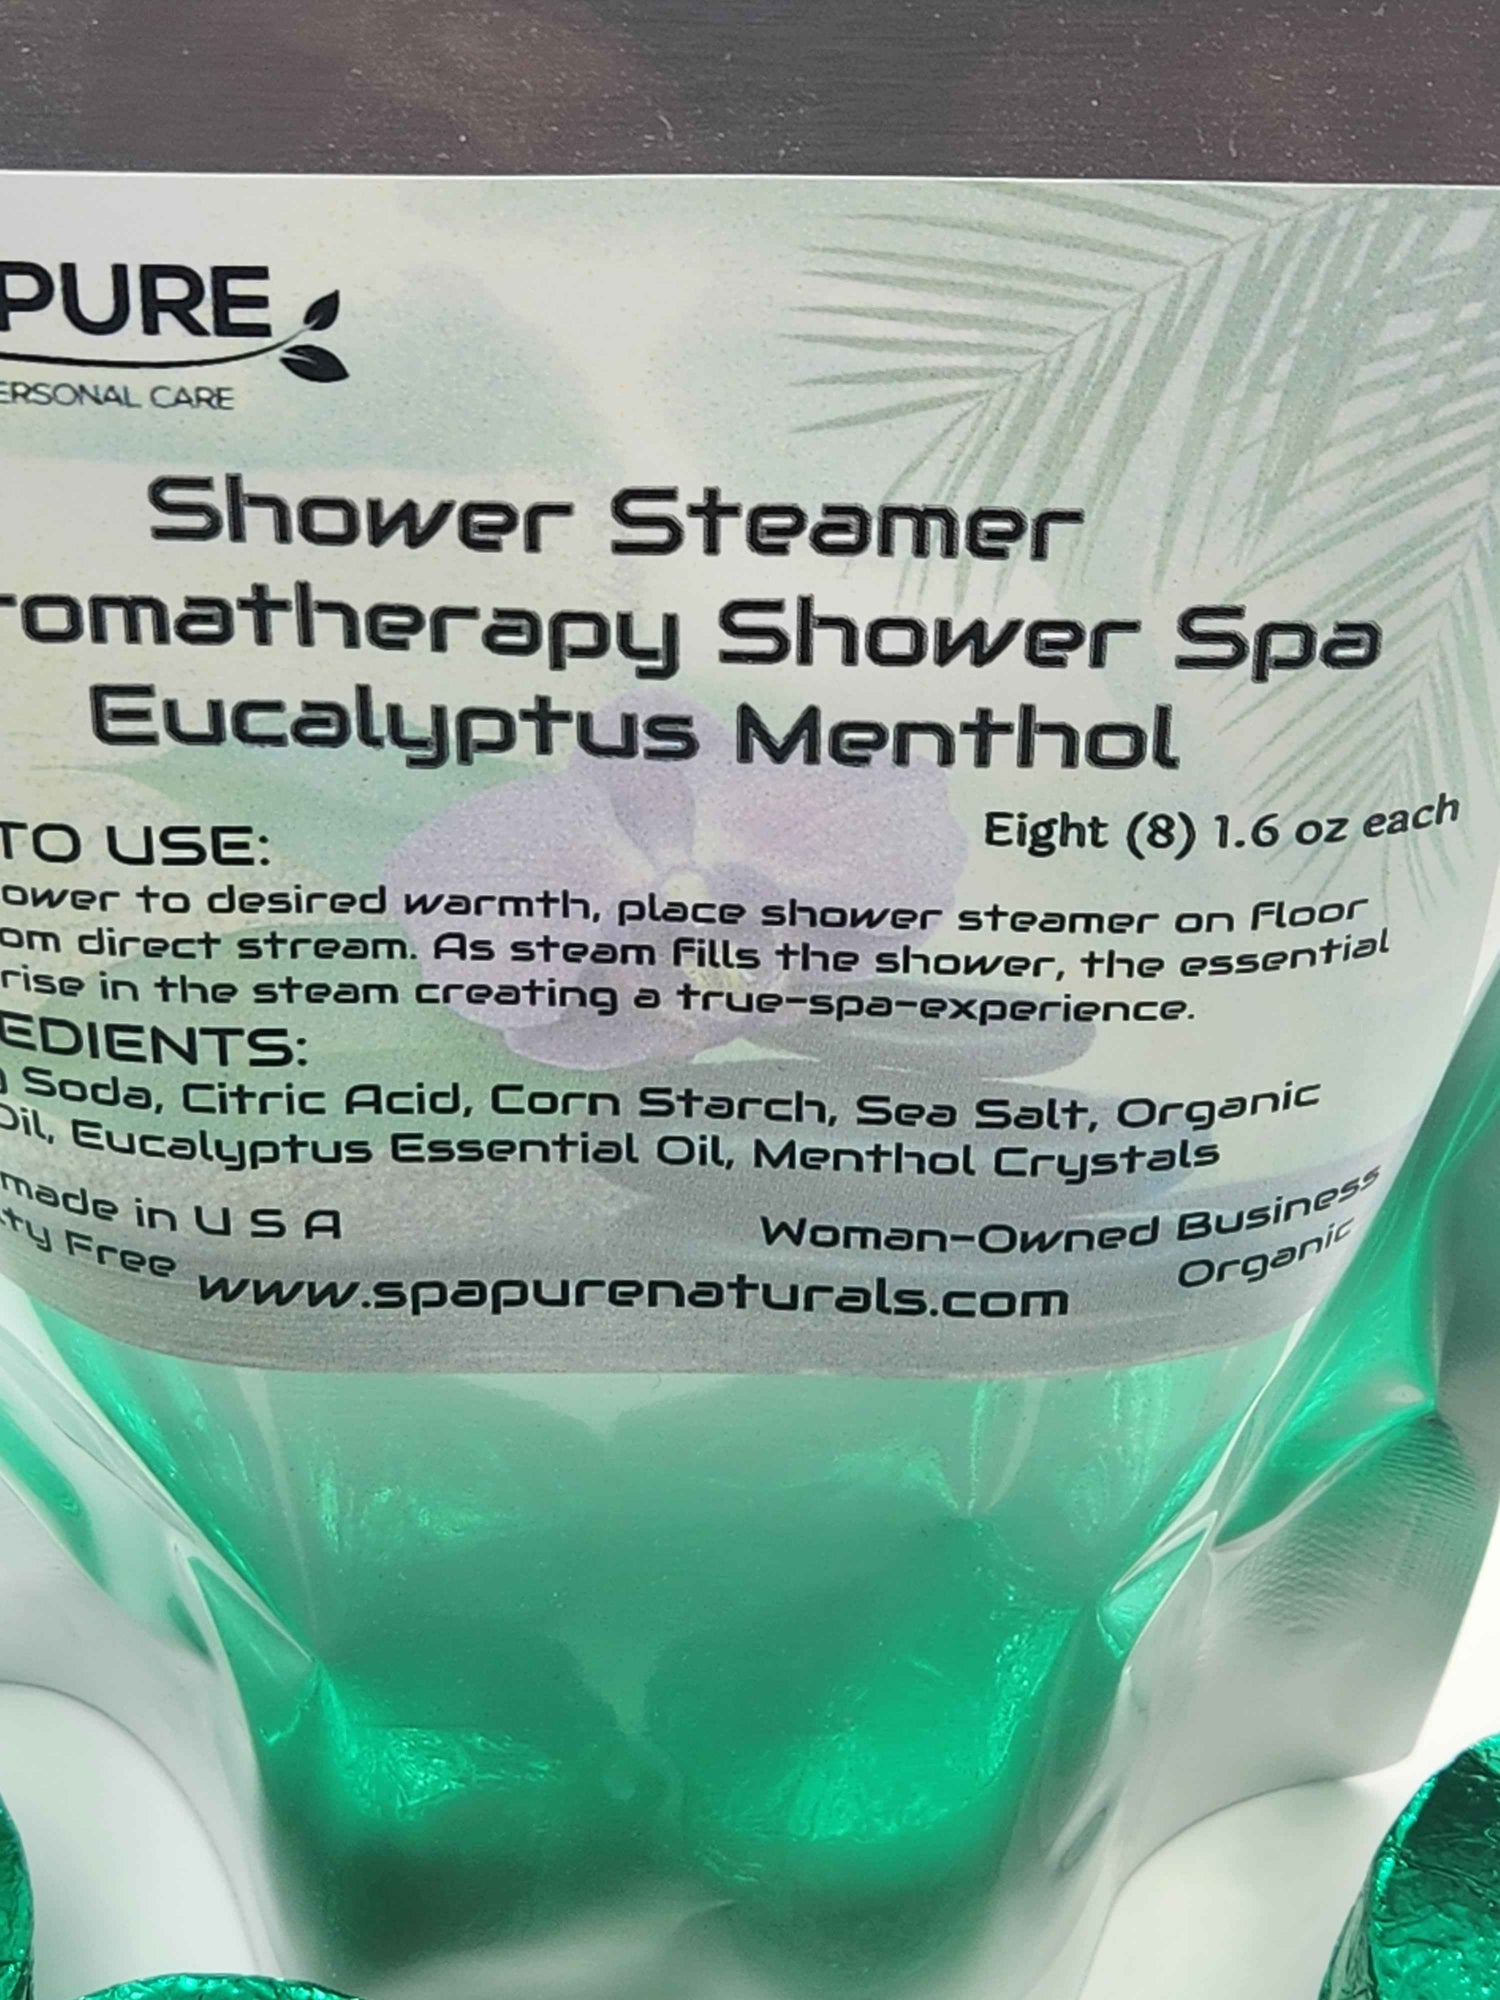 PURE
ERSONAL CARE
Shower Steamer
romatherapy Shower Spa
Eucalyptus Menthol
Eight (8) 1.6 oz each
TO USE:
ower to desired warmth, place shower steamer on floor
om direct stream. As steam fills the shower, the essential
rise in the steam creating a true-spa-experience.
EDIENTS:
Soda, Citric Acid, Corn Starch, Sea Salt, Organic
Oil, Eucalyptus Essential Oil, Menthol Crystals
made in U S A
Woman-Owned Business
ty Free
Organic
www.spapurenaturals.com